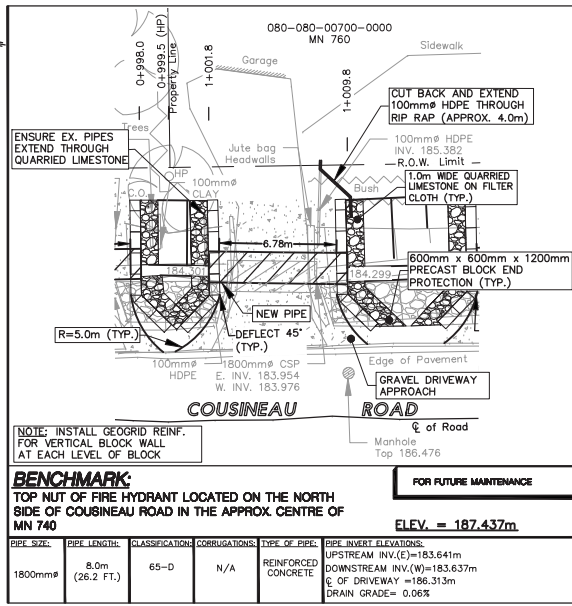 080-080-00700-0000
MN 760
0+998.0
0+999.5 (HP)
Property Line
1+001.8
1+009.8
Garage
Sidewalk
CUT BACK AND EXTEND
100mmø HDPE THROUGH
RIP RAP (APPROX. 4.0m)
Trees
ENSURE EX. PIPES
EXTEND THROUGH
QUARRIED LIMESTONE
Jute bag
Headwalls
100mmø HDPE
INV. 185.382
R.O.W. Limit
HP
C.O.
100mmø
CLAY
Bush
1.0m WIDE QUARRIED
LIMESTONE ON FILTER
CLOTH (TYP.)
6.78m
184.301
184.299
600mm x 600mm x 1200mm
PRECAST BLOCK END
PROTECTION (TYP.)
NEW PIPE
R=5.0m (TYP.)
DEFLECT 45°
(TYP.)
100mmø
HDPE
1800mmø CSP
E. INV. 183.954
W. INV. 183.976
Edge of Pavement
GRAVEL DRIVEWAY
APPROACH
COUSINEAU ROAD
℄ of Road
Manhole
Top 186.476
NOTE: INSTALL GEOGRID REINF.
FOR VERTICAL BLOCK WALL
AT EACH LEVEL OF BLOCK
BENCHMARK:
TOP NUT OF FIRE HYDRANT LOCATED ON THE NORTH
SIDE OF COUSINEAU ROAD IN THE APPROX. CENTRE OF
MN 740
FOR FUTURE MAINTENANCE
ELEV. = 187.437m
PIPE SIZE:
1800mmø
PIPE LENGTH:
8.0m
(26.2 FT.)
CLASSIFICATION:
65-D
CORRUGATIONS:
N/A
TYPE OF PIPE:
REINFORCED
CONCRETE
PIPE INVERT ELEVATIONS:
UPSTREAM INV.(E)=183.641m
DOWNSTREAM INV.(W)=183.637m
℄ OF DRIVEWAY =186.313m
DRAIN GRADE= 0.06%